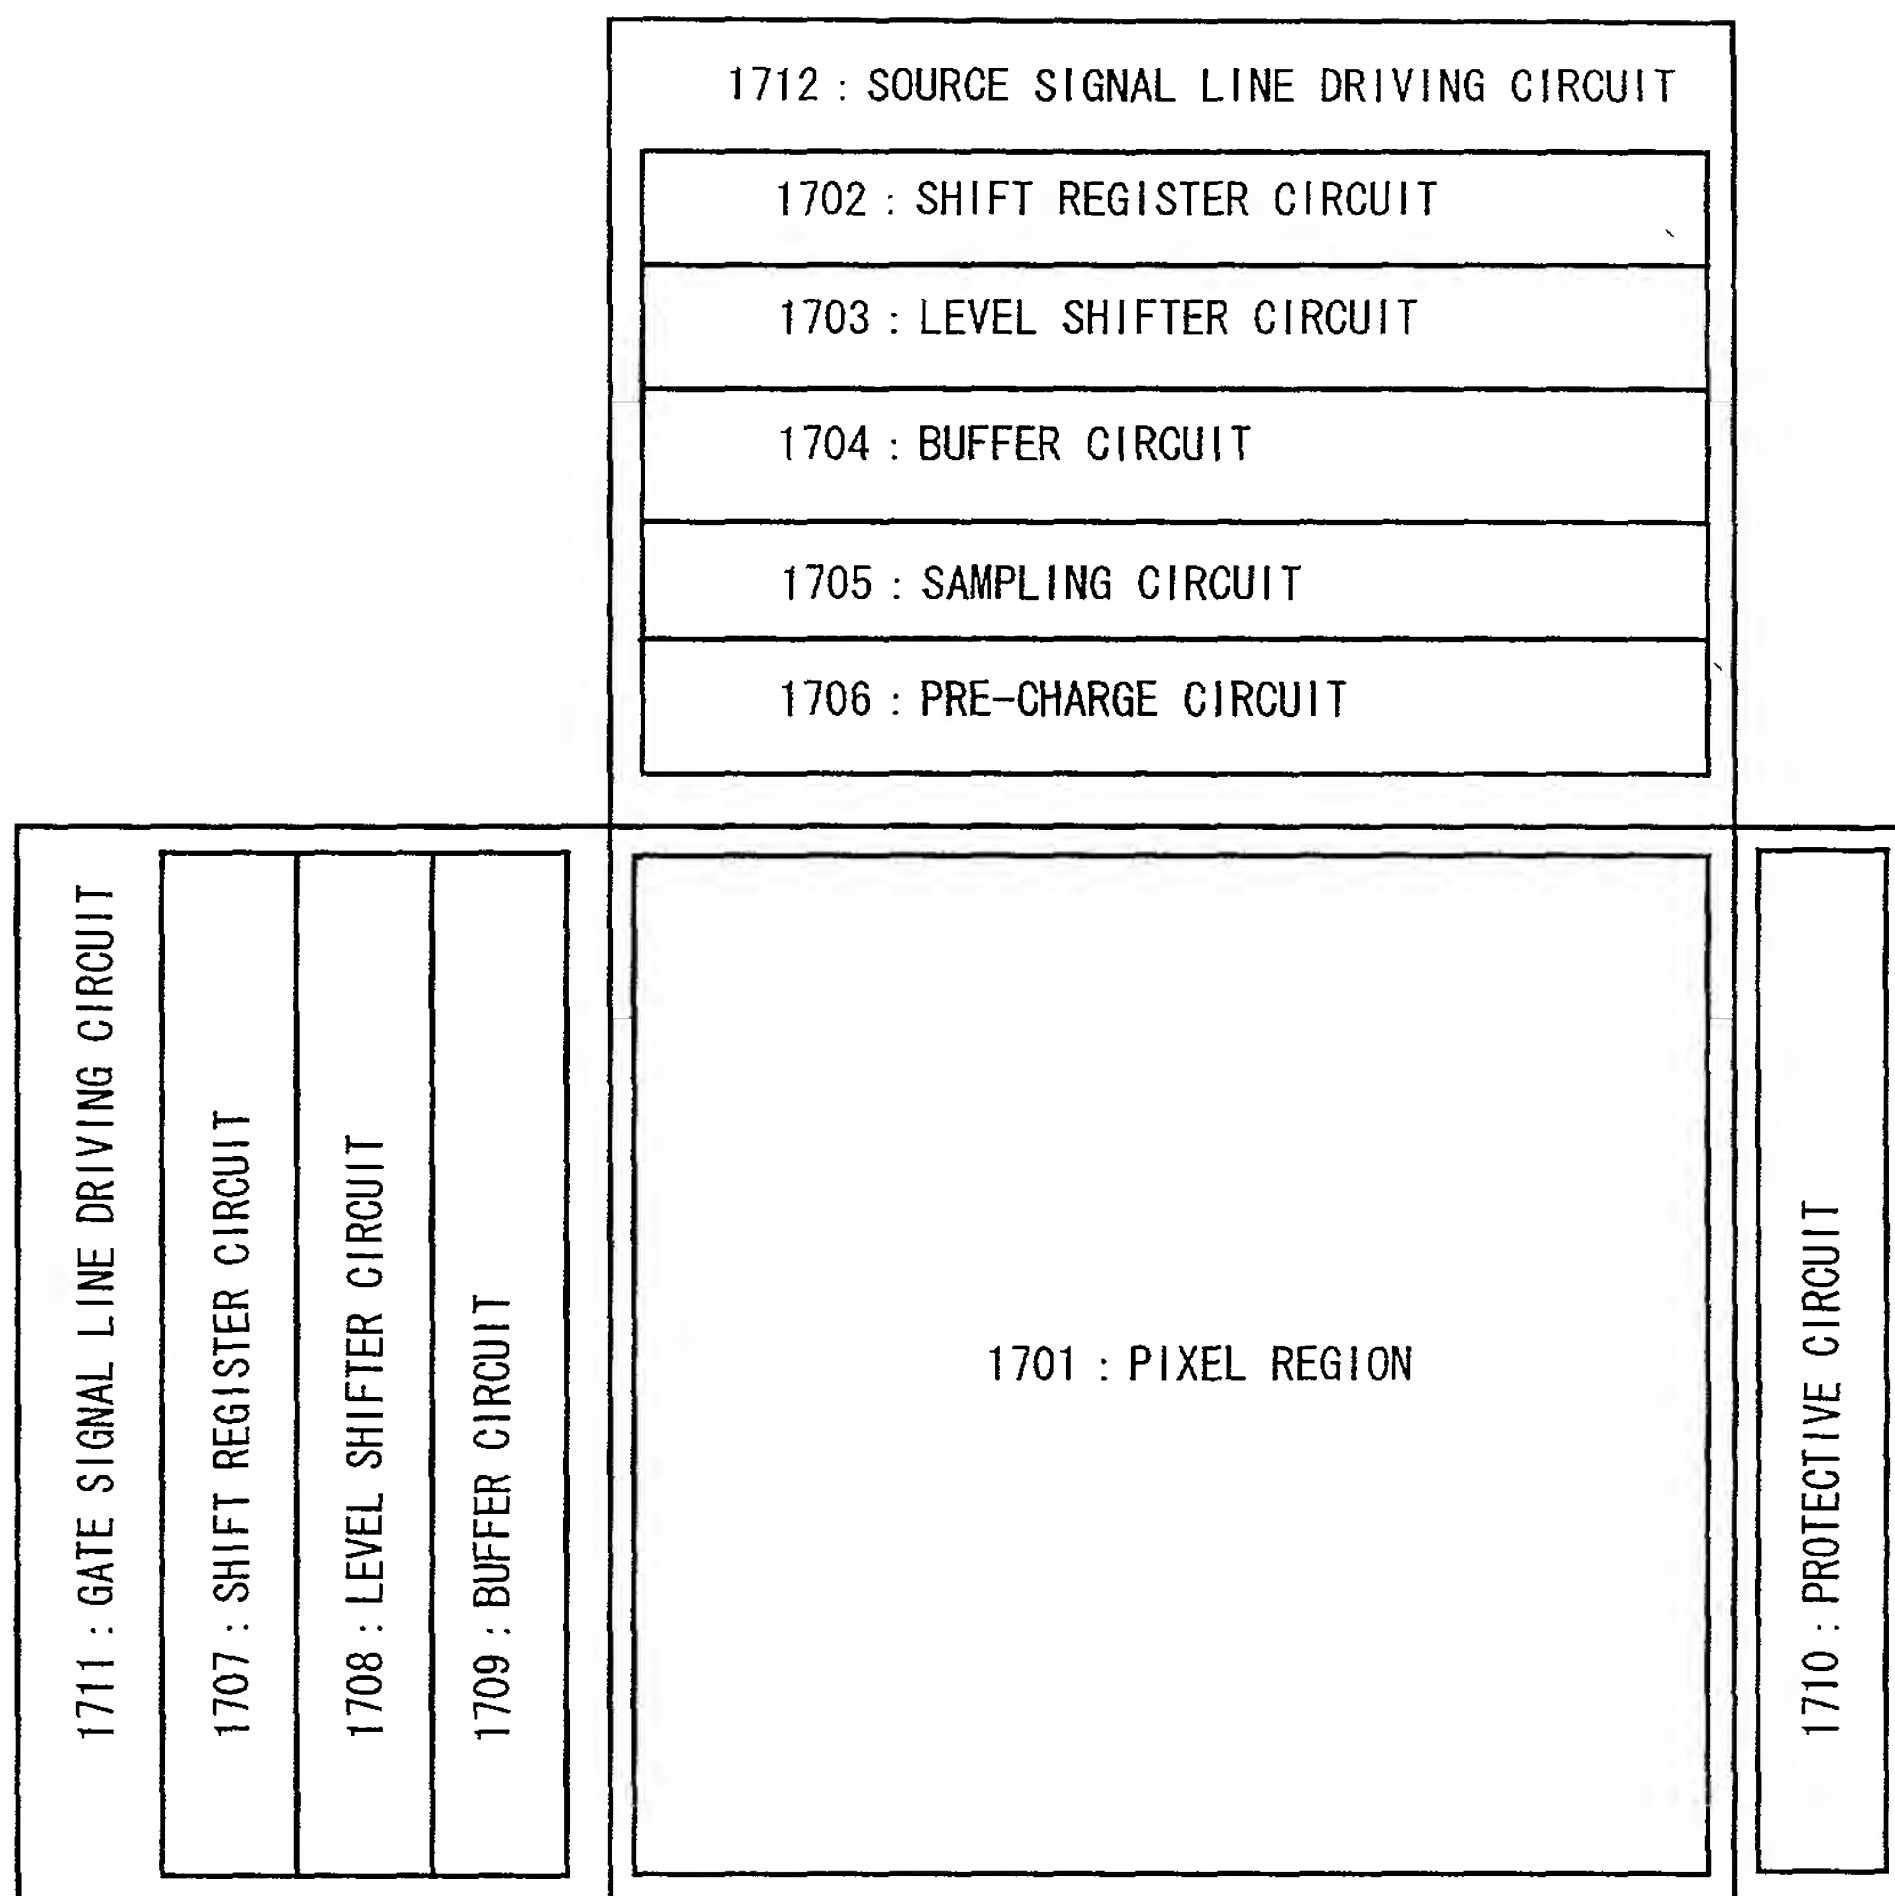 1712 : SOURCE SIGNAL LINE DRIVING CIRCUIT
1702 : SHIFT REGISTER CIRCUIT
1703 : LEVEL SHIFTER CIRCUIT
1704 : BUFFER CIRCUIT
1705 : SAMPLING CIRCUIT
1706 : PRE-CHARGE CIRCUIT
1711 : GATE SIGNAL LINE DRIVING CIRCUIT
1707 : SHIFT REGISTER CIRCUIT
1708 : LEVEL SHIFTER CIRCUIT
1709 : BUFFER CIRCUIT
1701 : PIXEL REGION
1710 : PROTECTIVE CIRCUIT